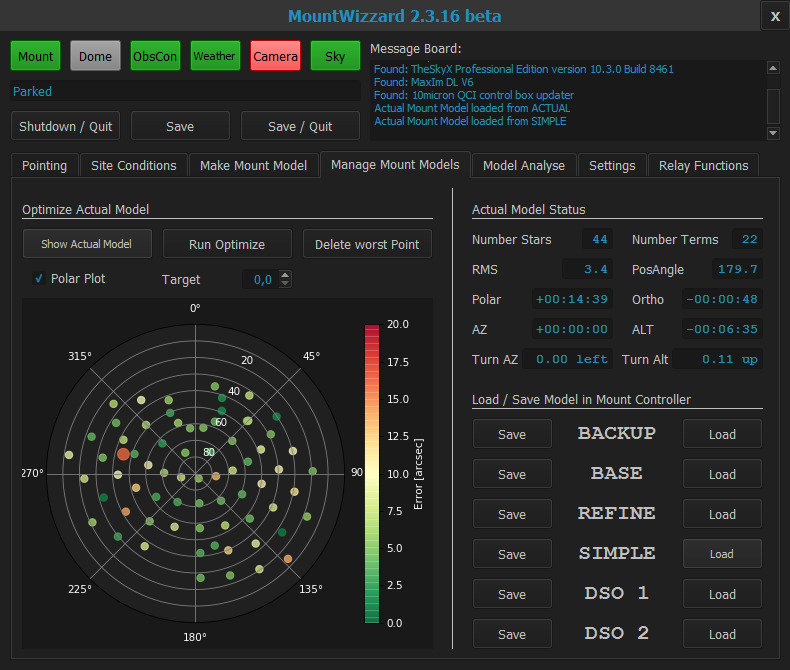 MountWizzard 2.3.16 beta
x
Mount Dome ObsCon Weather Camera Sky
Message Board:
Found: TheSkyX Professional Edition version 10.3.0 Build 8461
Found: MaxIm DL V6
Found: 10micron QCI control box updater
Actual Mount Model loaded from ACTUAL
Actual Mount Model loaded from SIMPLE
Parked
Shutdown / Quit Save Save / Quit
Pointing Site Conditions Make Mount Model Manage Mount Models Model Analyse Settings Relay Functions
Optimize Actual Model
Show Actual Model Run Optimize Delete worst Point
Polar Plot Target 0,0
0°
45°
90
135°
180°
225°
270°
315°
20
40
60
80
20.0
17.5
15.0
12.5
10.0
7.5
5.0
2.5
0.0
Error [arcsec]
Actual Model Status
Number Stars 44 Number Terms 22
RMS 3.4 PosAngle 179.7
Polar +00:14:39 Ortho -00:00:48
AZ +00:00:00 ALT -00:06:35
Turn AZ 0.00 left Turn Alt 0.11 up
Load / Save Model in Mount Controller
Save BACKUP Load
Save BASE Load
Save REFINE Load
Save SIMPLE Load
Save DSO 1 Load
Save DSO 2 Load